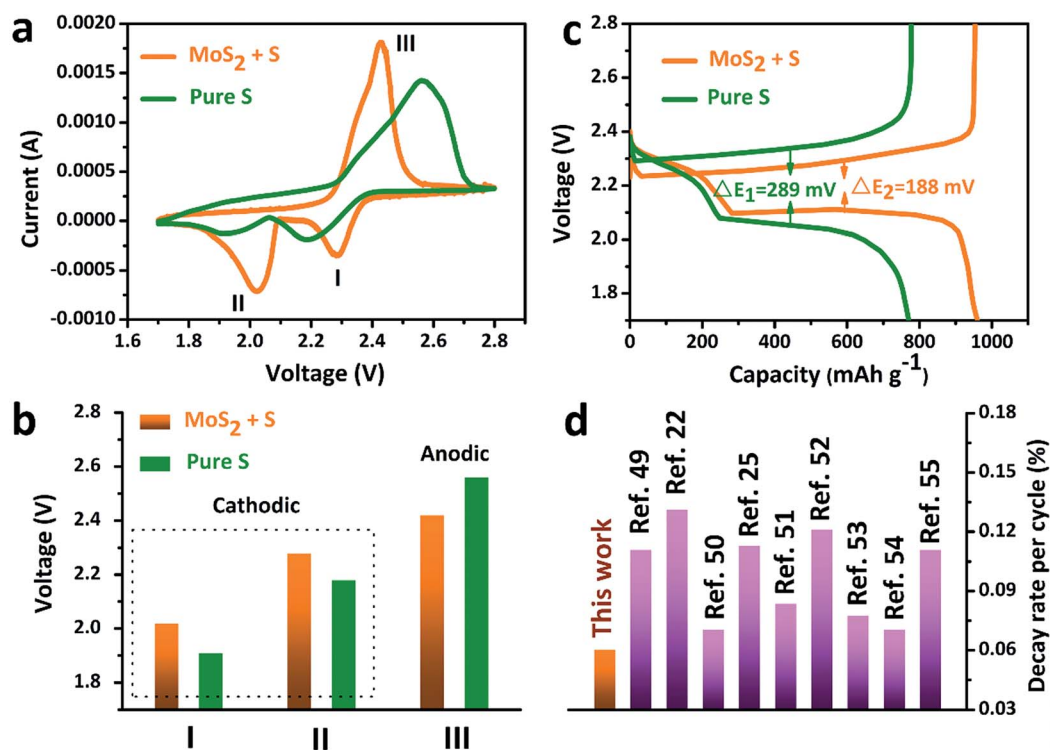 a
MoS2 + S
Pure S
III
I
II
0.0020
0.0015
0.0010
0.0005
0.0000
-0.0005
-0.0010
Current (A)
1.6 1.8 2.0 2.2 2.4 2.6 2.8
Voltage (V)
c
MoS2 + S
Pure S
△E1=289 mV
△E2=188 mV
2.8
2.6
2.4
2.2
2.0
1.8
Voltage (V)
0 200 400 600 800 1000
Capacity (mAh g-1)
b
MoS2 + S
Pure S
Cathodic
Anodic
2.8
2.6
2.4
2.2
2.0
1.8
Voltage (V)
I II III
d
This work
Ref. 49
Ref. 22
Ref. 50
Ref. 25
Ref. 51
Ref. 52
Ref. 53
Ref. 54
Ref. 55
0.18
0.15
0.12
0.09
0.06
0.03
Decay rate per cycle (%)